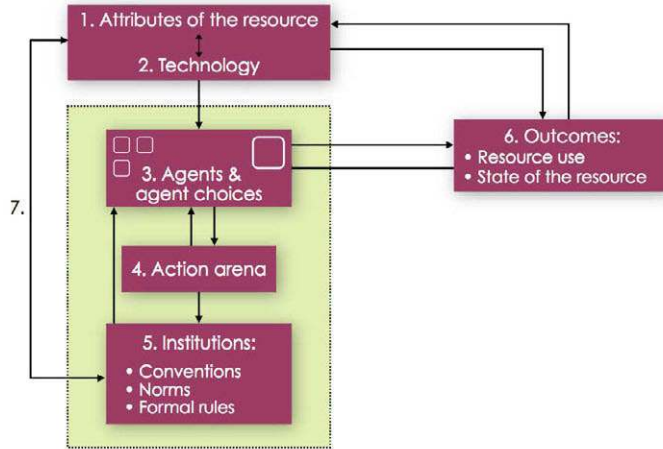 1. Attributes of the resource
2. Technology
3. Agents &
agent choices
6. Outcomes:
• Resource use
• State of the resource
7.
4. Action arena
5. Institutions:
• Conventions
• Norms
• Formal rules